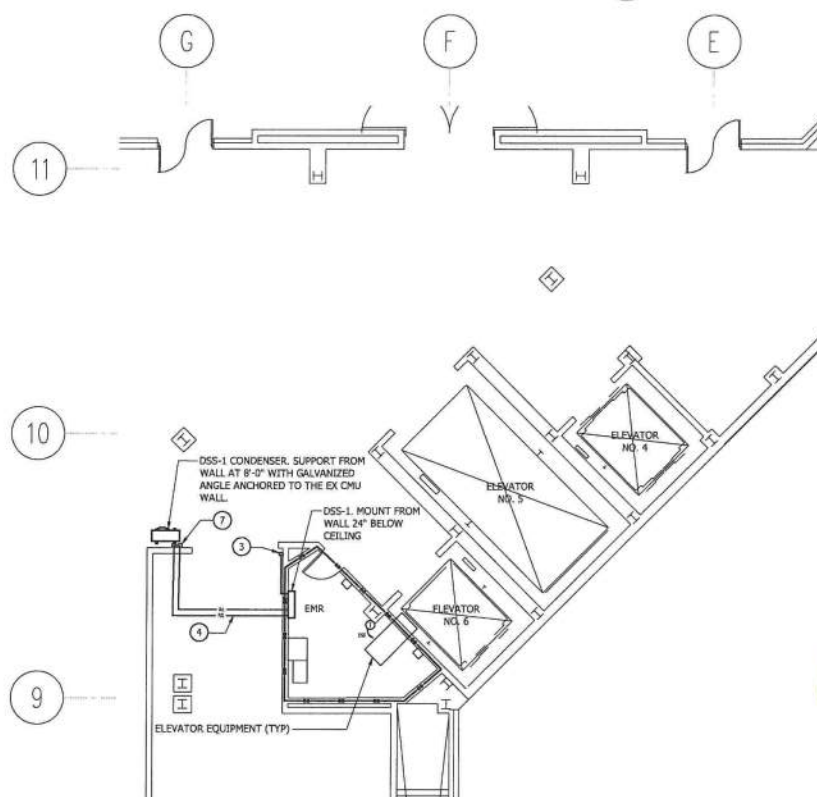 G
F
E
11
10
DSS-1 CONDENSER. SUPPORT FROM
WALL AT 8'-0" WITH GALVANIZED
ANGLE ANCHORED TO THE EX CMU
WALL.
7
DSS-1. MOUNT FROM
WALL 24" BELOW
CEILING
3
EMR
4
ELEVATOR
NO. 4
ELEVATOR
NO. 5
ELEVATOR
NO. 6
9
ELEVATOR EQUIPMENT (TYP)